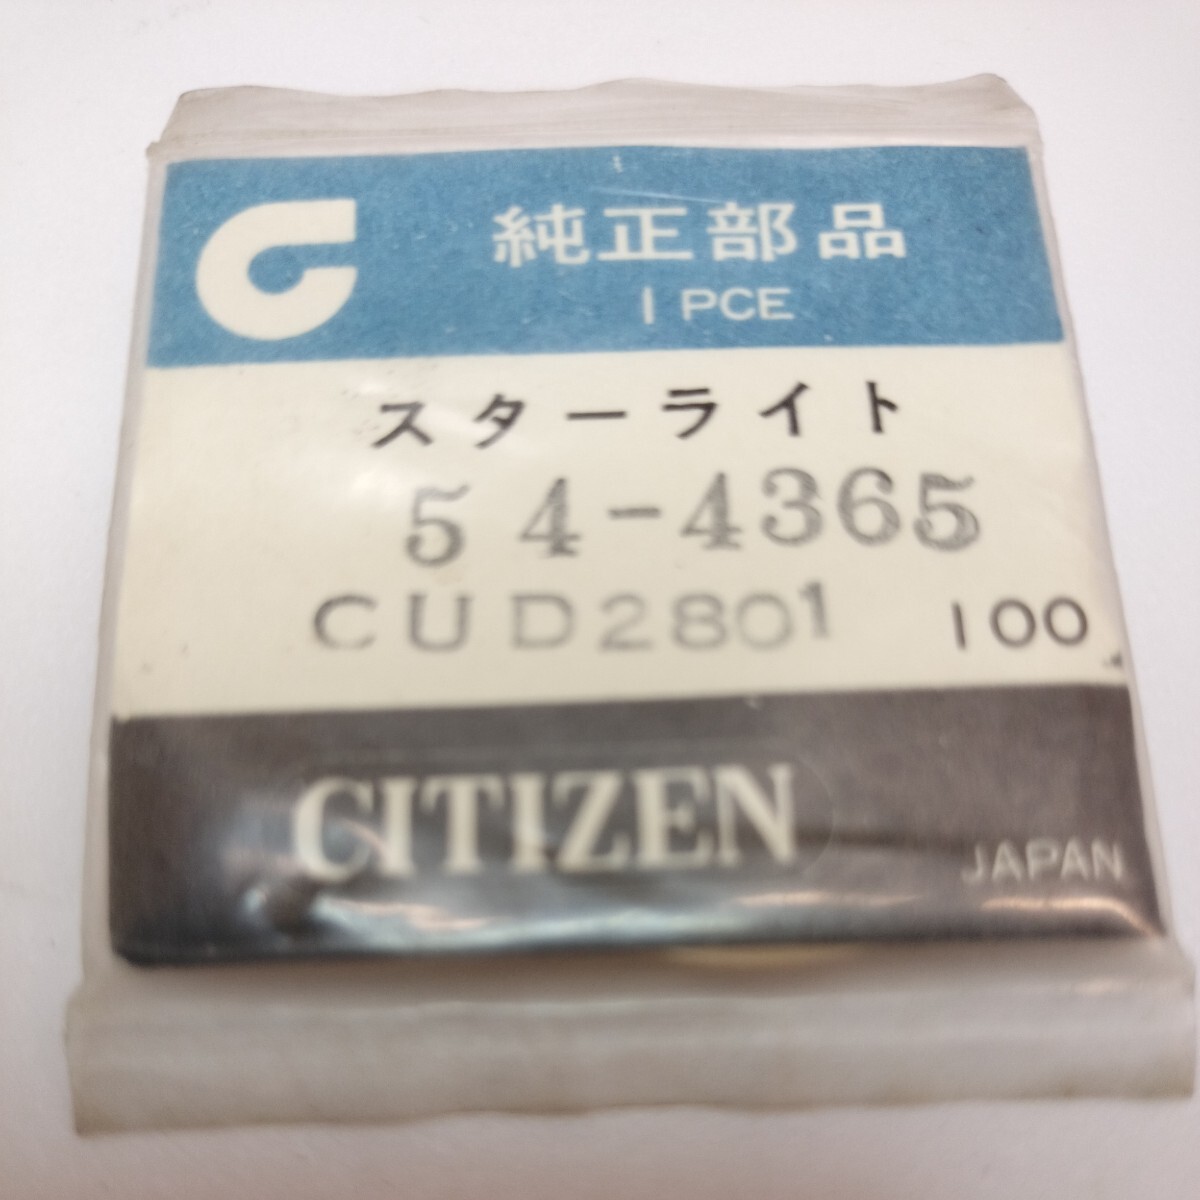 純正部品
1 PCE
スターライト
54-4365
CUD2801 100
CITIZEN
JAPAN